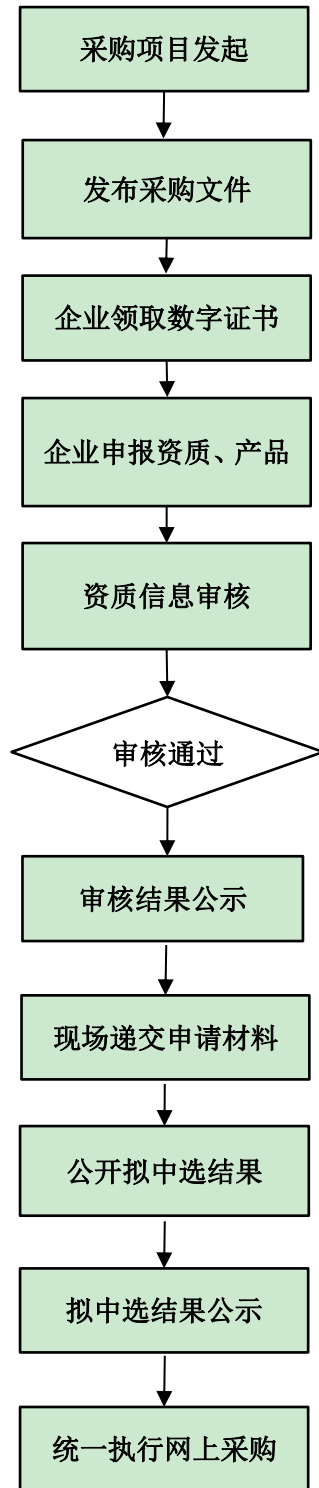 采购项目发起
发布采购文件
企业领取数字证书
企业申报资质、产品
资质信息审核
审核通过
审核结果公示
现场递交申请材料
公开拟中选结果
拟中选结果公示
统一执行网上采购